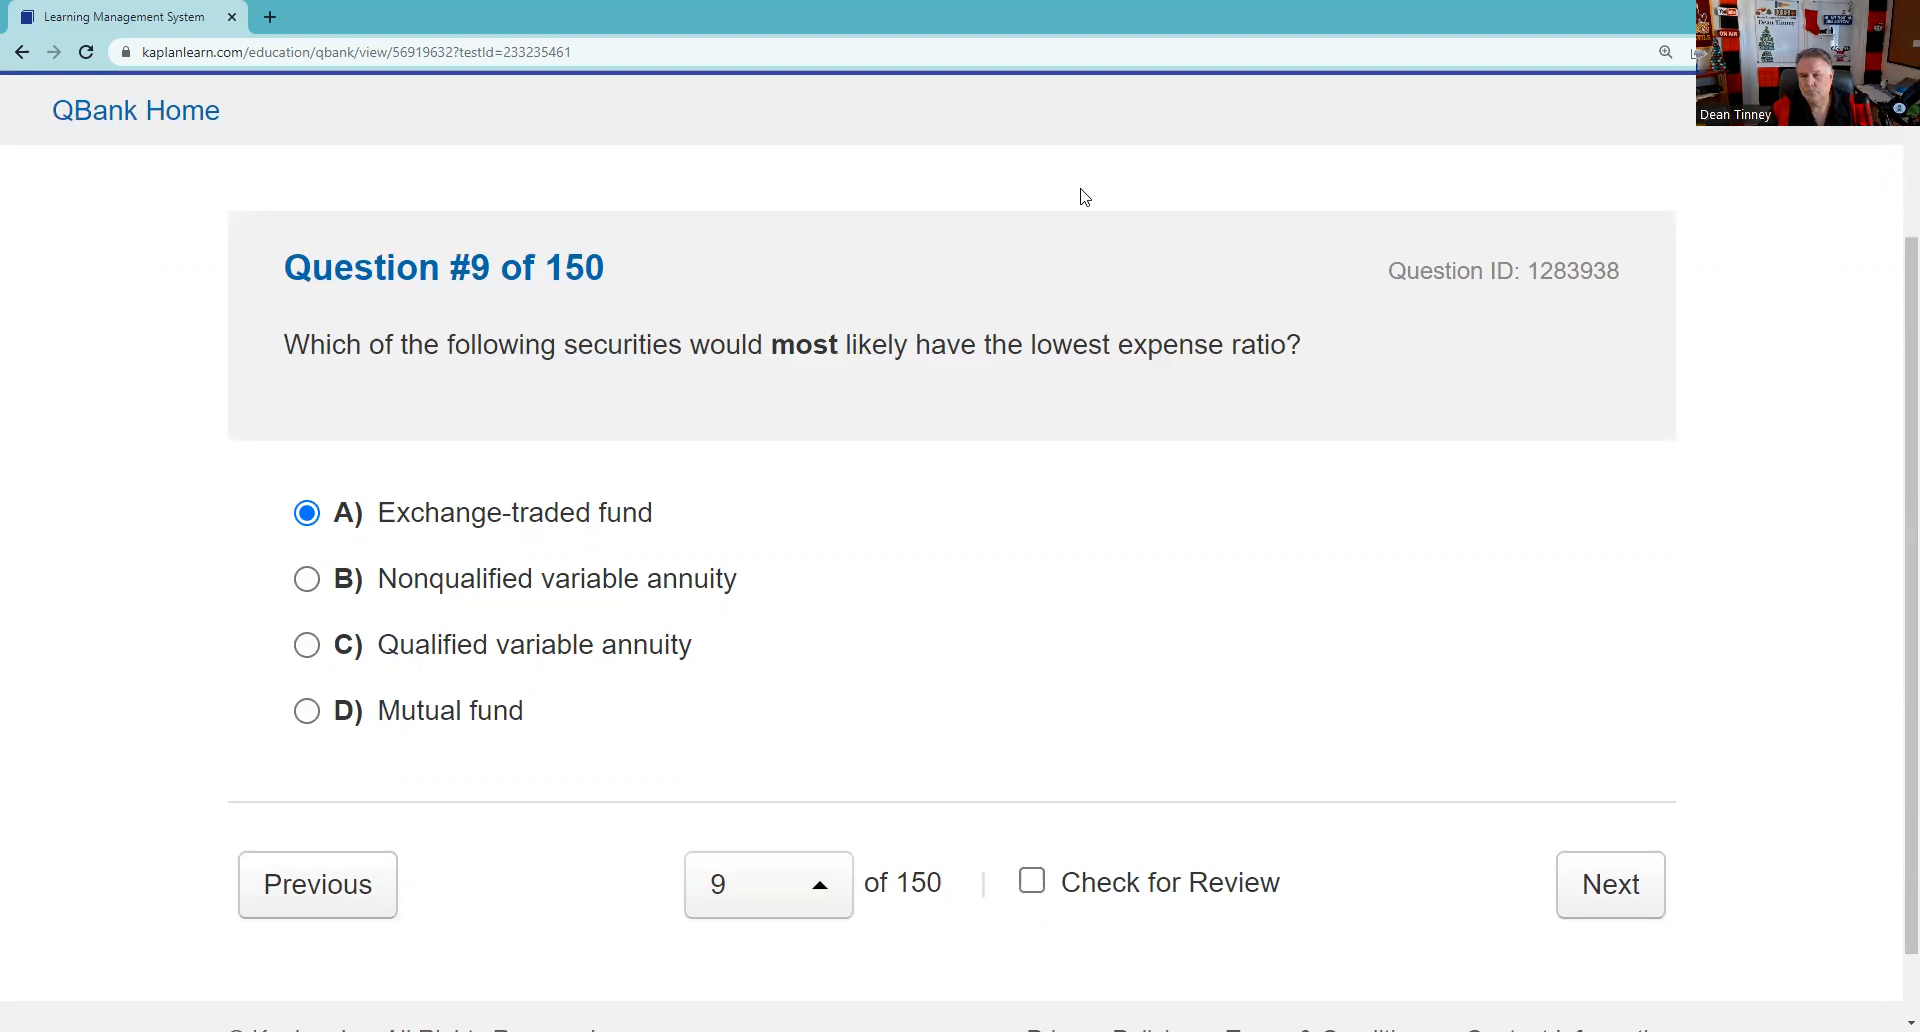 Learning Management System
kaplanlearn.com/education/qbank/view/56919632?testId=233235461
Dean Tinney
QBank Home
Question #9 of 150
Question ID: 1283938
Which of the following securities would most likely have the lowest expense ratio?
A) Exchange-traded fund
B) Nonqualified variable annuity
C) Qualified variable annuity
D) Mutual fund
Previous
9
of 150
Check for Review
Next